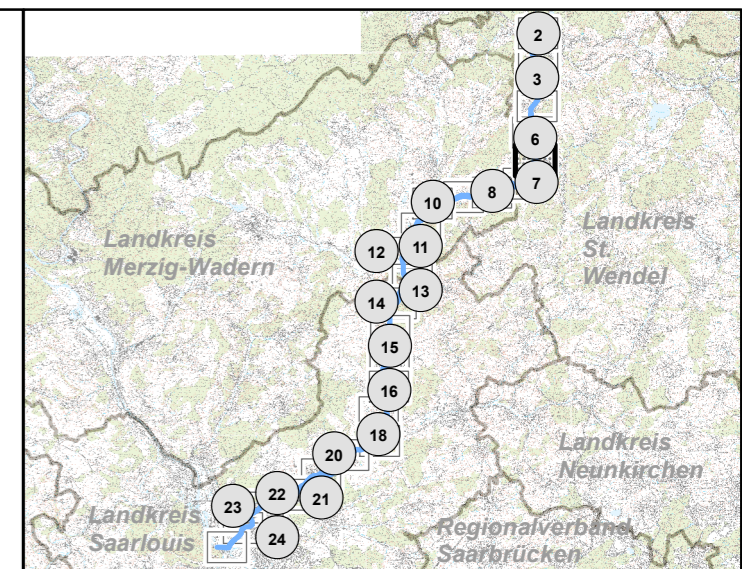 2
3
6
7
8
10
Landkreis
St.
Wendel
Landkreis
Merzig-Wadern
12
11
13
14
15
16
18
Landkreis
Neunkirchen
20
22
21
23
Landkreis
Saarlouis
24
Regionalverband
Saarbrücken